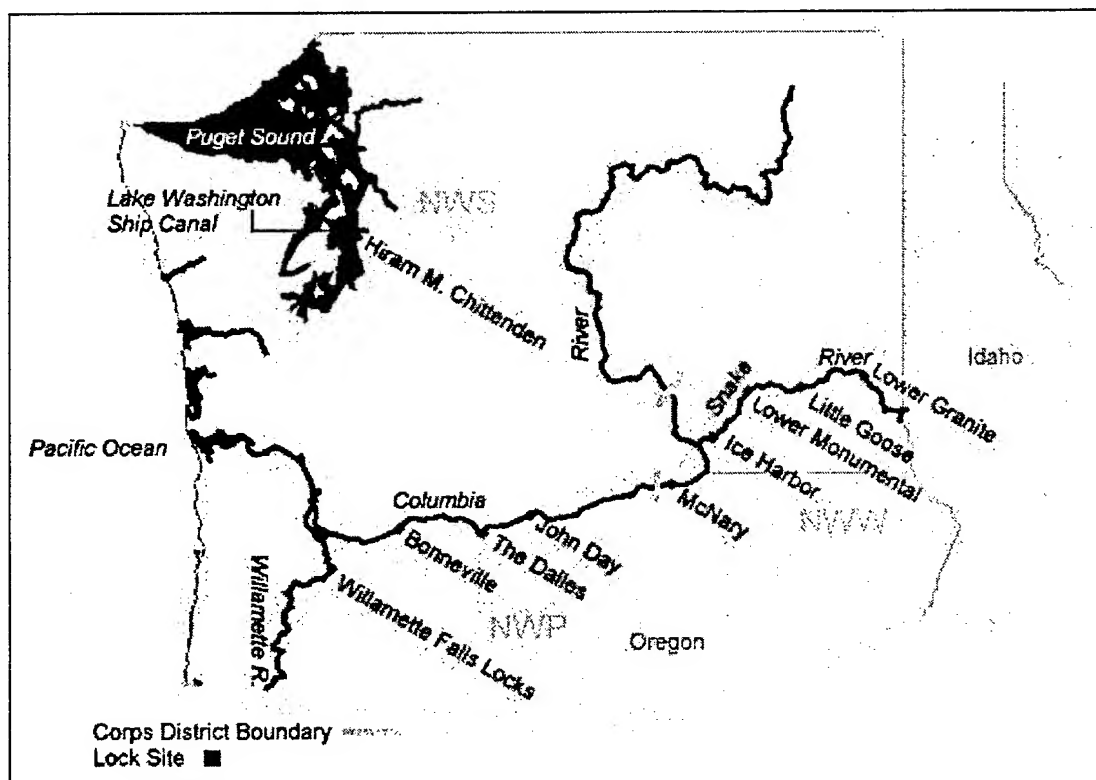 Puget Sound
Lake Washington
Ship Canal
NWS
Hiram M. Chittenden
River
Snake
River
Lower Granite
Idaho
Little Goose
Lower Monumental
Ice Harbor
McNary
NWW
Pacific Ocean
Columbia
John Day
The Dalles
Bonneville
Willamette R.
Willamette Falls Locks
NWP
Oregon
Corps District Boundary
Lock Site